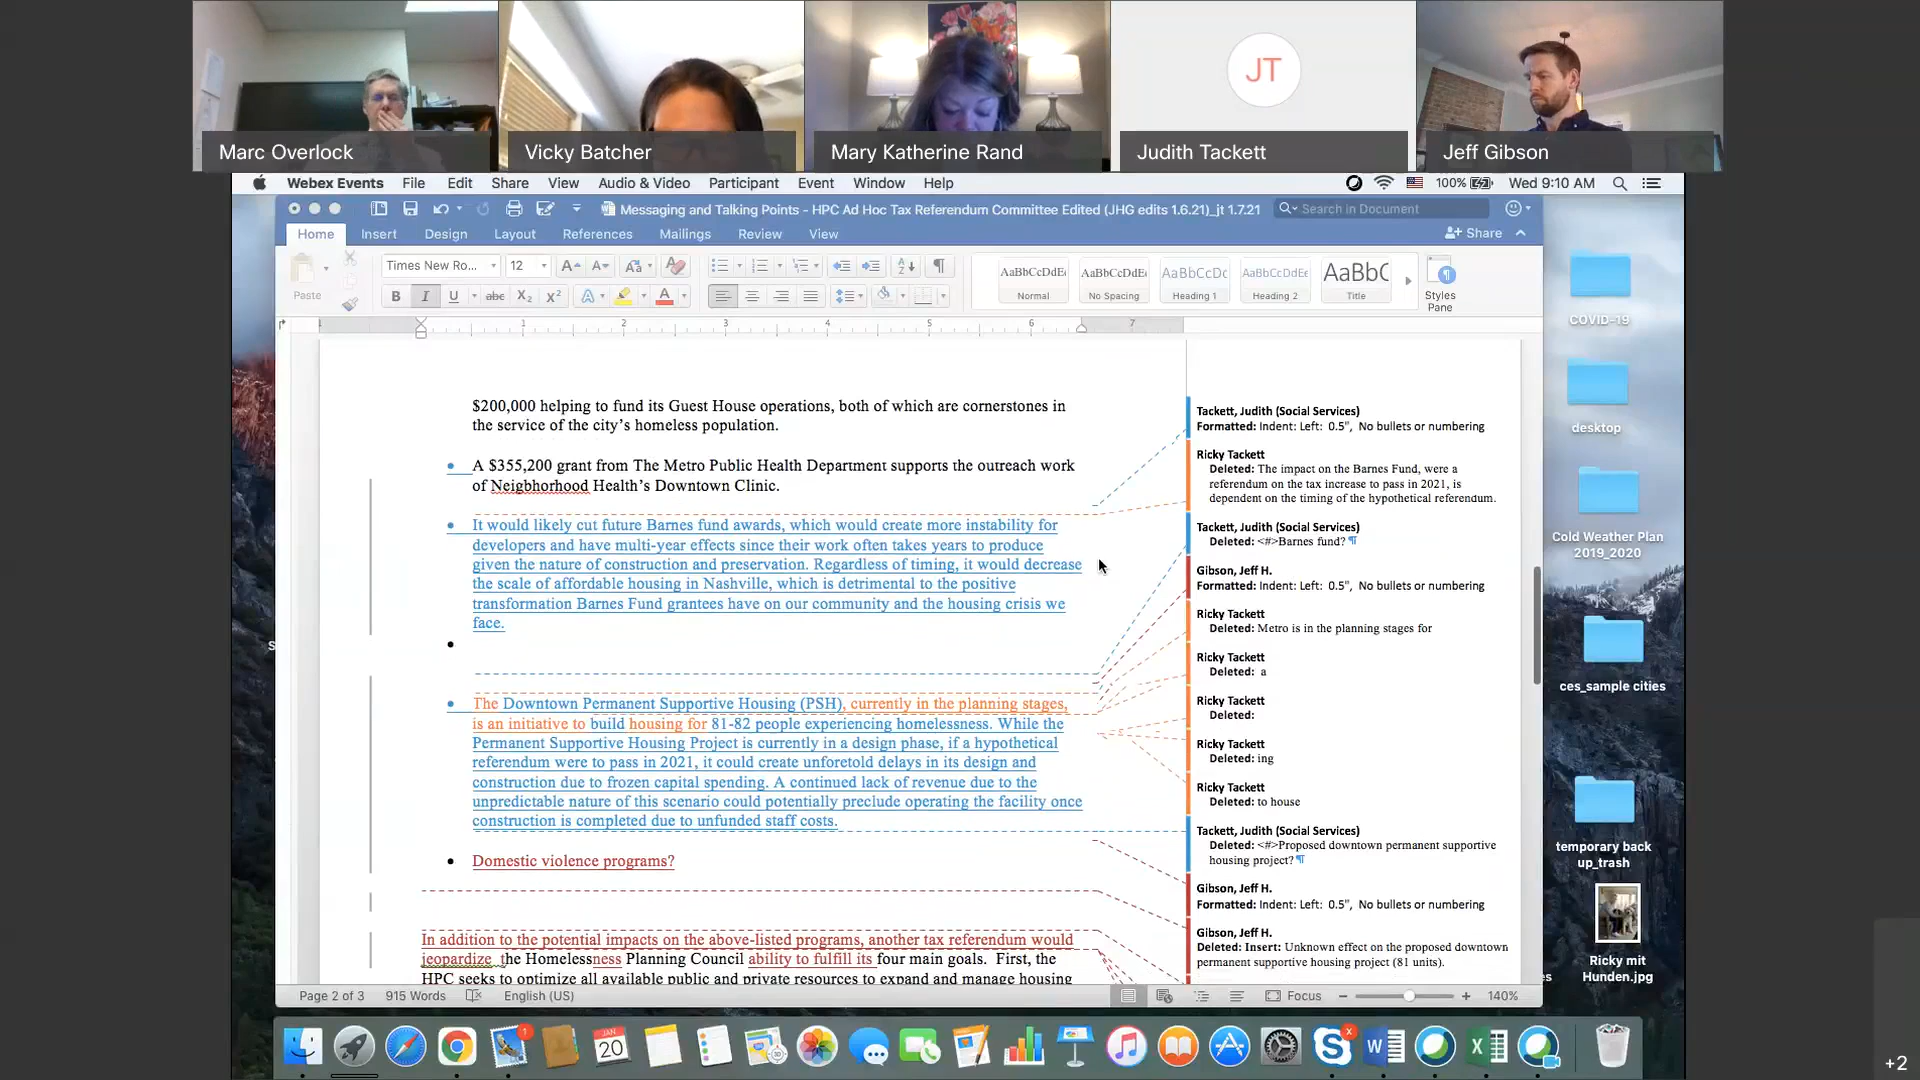 JT
Marc Overlock
Vicky Batcher
Mary Katherine Rand
Judith Tackett
Jeff Gibson
Webex Events File Edit Share View Audio & Video Participant Event Window Help
100% Wed 9:10 AM
Messaging and Talking Points - HPC Ad Hoc Tax Referendum Committee Edited (JHG edits 1.6.21)_jt 1.7.21
Search in Document
Home Insert Design Layout References Mailings Review View
Share
Paste
Times New Ro... 12
B I U abc X₂ X²
AaBbCcDdEe AaBbCcDdEe AaBbCcDc AaBbCcDdEe AaBbC
Normal No Spacing Heading 1 Heading 2 Title
Styles
Pane
1 1 2 3 4 5 6 7
$200,000 helping to fund its Guest House operations, both of which are cornerstones in
the service of the city’s homeless population.
• A $355,200 grant from The Metro Public Health Department supports the outreach work
of Neigbhorhood Health’s Downtown Clinic.
• It would likely cut future Barnes fund awards, which would create more instability for
developers and have multi-year effects since their work often takes years to produce
given the nature of construction and preservation. Regardless of timing, it would decrease
the scale of affordable housing in Nashville, which is detrimental to the positive
transformation Barnes Fund grantees have on our community and the housing crisis we
face.
•
• The Downtown Permanent Supportive Housing (PSH), currently in the planning stages,
is an initiative to build housing for 81-82 people experiencing homelessness. While the
Permanent Supportive Housing Project is currently in a design phase, if a hypothetical
referendum were to pass in 2021, it could create unforetold delays in its design and
construction due to frozen capital spending. A continued lack of revenue due to the
unpredictable nature of this scenario could potentially preclude operating the facility once
construction is completed due to unfunded staff costs.
• Domestic violence programs?
In addition to the potential impacts on the above-listed programs, another tax referendum would
jeopardize the Homelessness Planning Council ability to fulfill its four main goals. First, the
HPC seeks to optimize all available public and private resources to expand and manage housing
Tackett, Judith (Social Services)
Formatted: Indent: Left: 0.5", No bullets or numbering
Ricky Tackett
Deleted: The impact on the Barnes Fund, were a
referendum on the tax increase to pass in 2021, is
dependent on the timing of the hypothetical referendum.
Tackett, Judith (Social Services)
Deleted: <#>Barnes fund? ¶
Gibson, Jeff H.
Formatted: Indent: Left: 0.5", No bullets or numbering
Ricky Tackett
Deleted: Metro is in the planning stages for
Ricky Tackett
Deleted: a
Ricky Tackett
Deleted:
Ricky Tackett
Deleted: ing
Ricky Tackett
Deleted: to house
Tackett, Judith (Social Services)
Deleted: <#>Proposed downtown permanent supportive
housing project? ¶
Gibson, Jeff H.
Formatted: Indent: Left: 0.5", No bullets or numbering
Gibson, Jeff H.
Deleted: Insert: Unknown effect on the proposed downtown
permanent supportive housing project (81 units).
COVID-19
desktop
Cold Weather Plan
2019_2020
ces_sample cities
temporary back
up_trash
Ricky mit
Hunden.jpg
Page 2 of 3 915 Words English (US) Focus 140%
JAN
20
+2